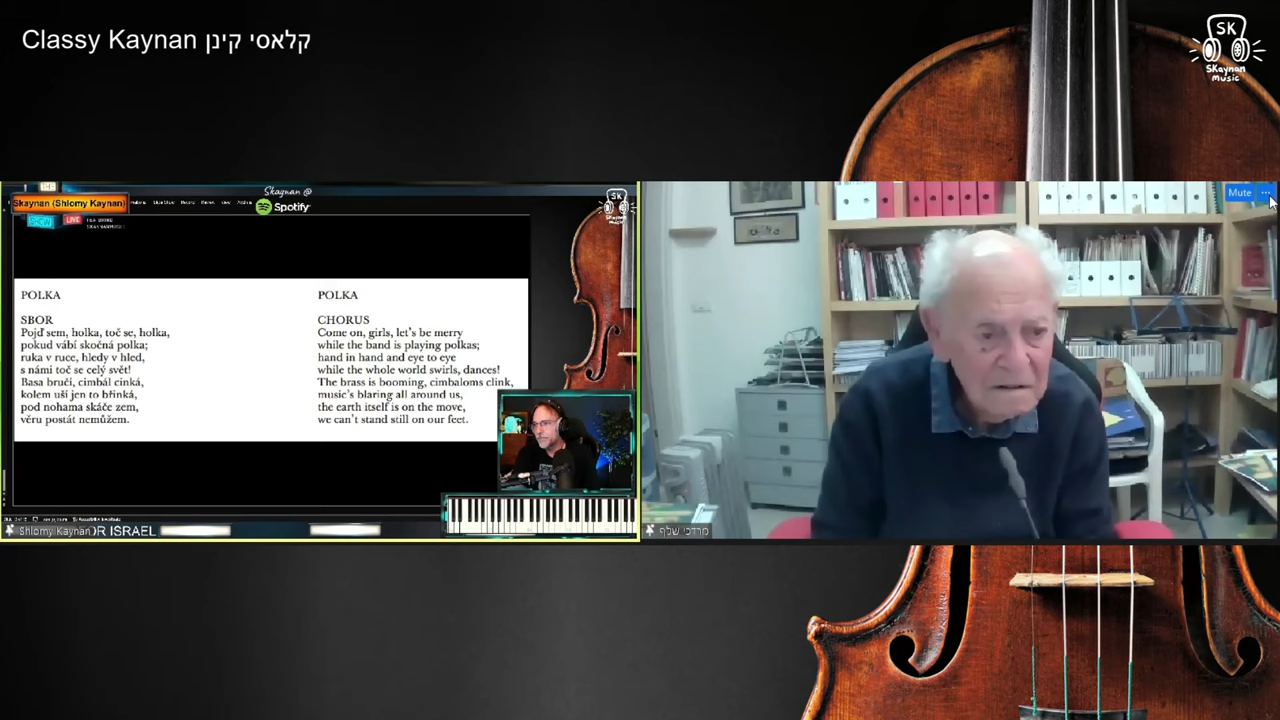 Classy Kaynan קלאסי קינן
SK
SKaynan
Music
Skaynan @
Spotify
Skaynan (Shlomy Kaynan)
SHOW
LIVE
SK
POLKA
SBOR
Pojď sem, holka, toč se, holka,
pokud vábí skočná polka;
ruka v ruce, hledy v hled,
s námi toč se celý svět!
Basa bručí, cimbál cinká,
kolem uší jen to břinká,
pod nohama skáče zem,
věru postát nemůžem.
POLKA
CHORUS
Come on, girls, let's be merry
while the band is playing polkas;
hand in hand and eye to eye
while the whole world swirls, dances!
The brass is booming, cimbaloms clink,
music's blaring all around us,
the earth itself is on the move,
we can't stand still on our feet.
Shlomy Kaynan
OR ISRAEL
Mute
מרדכי שלף